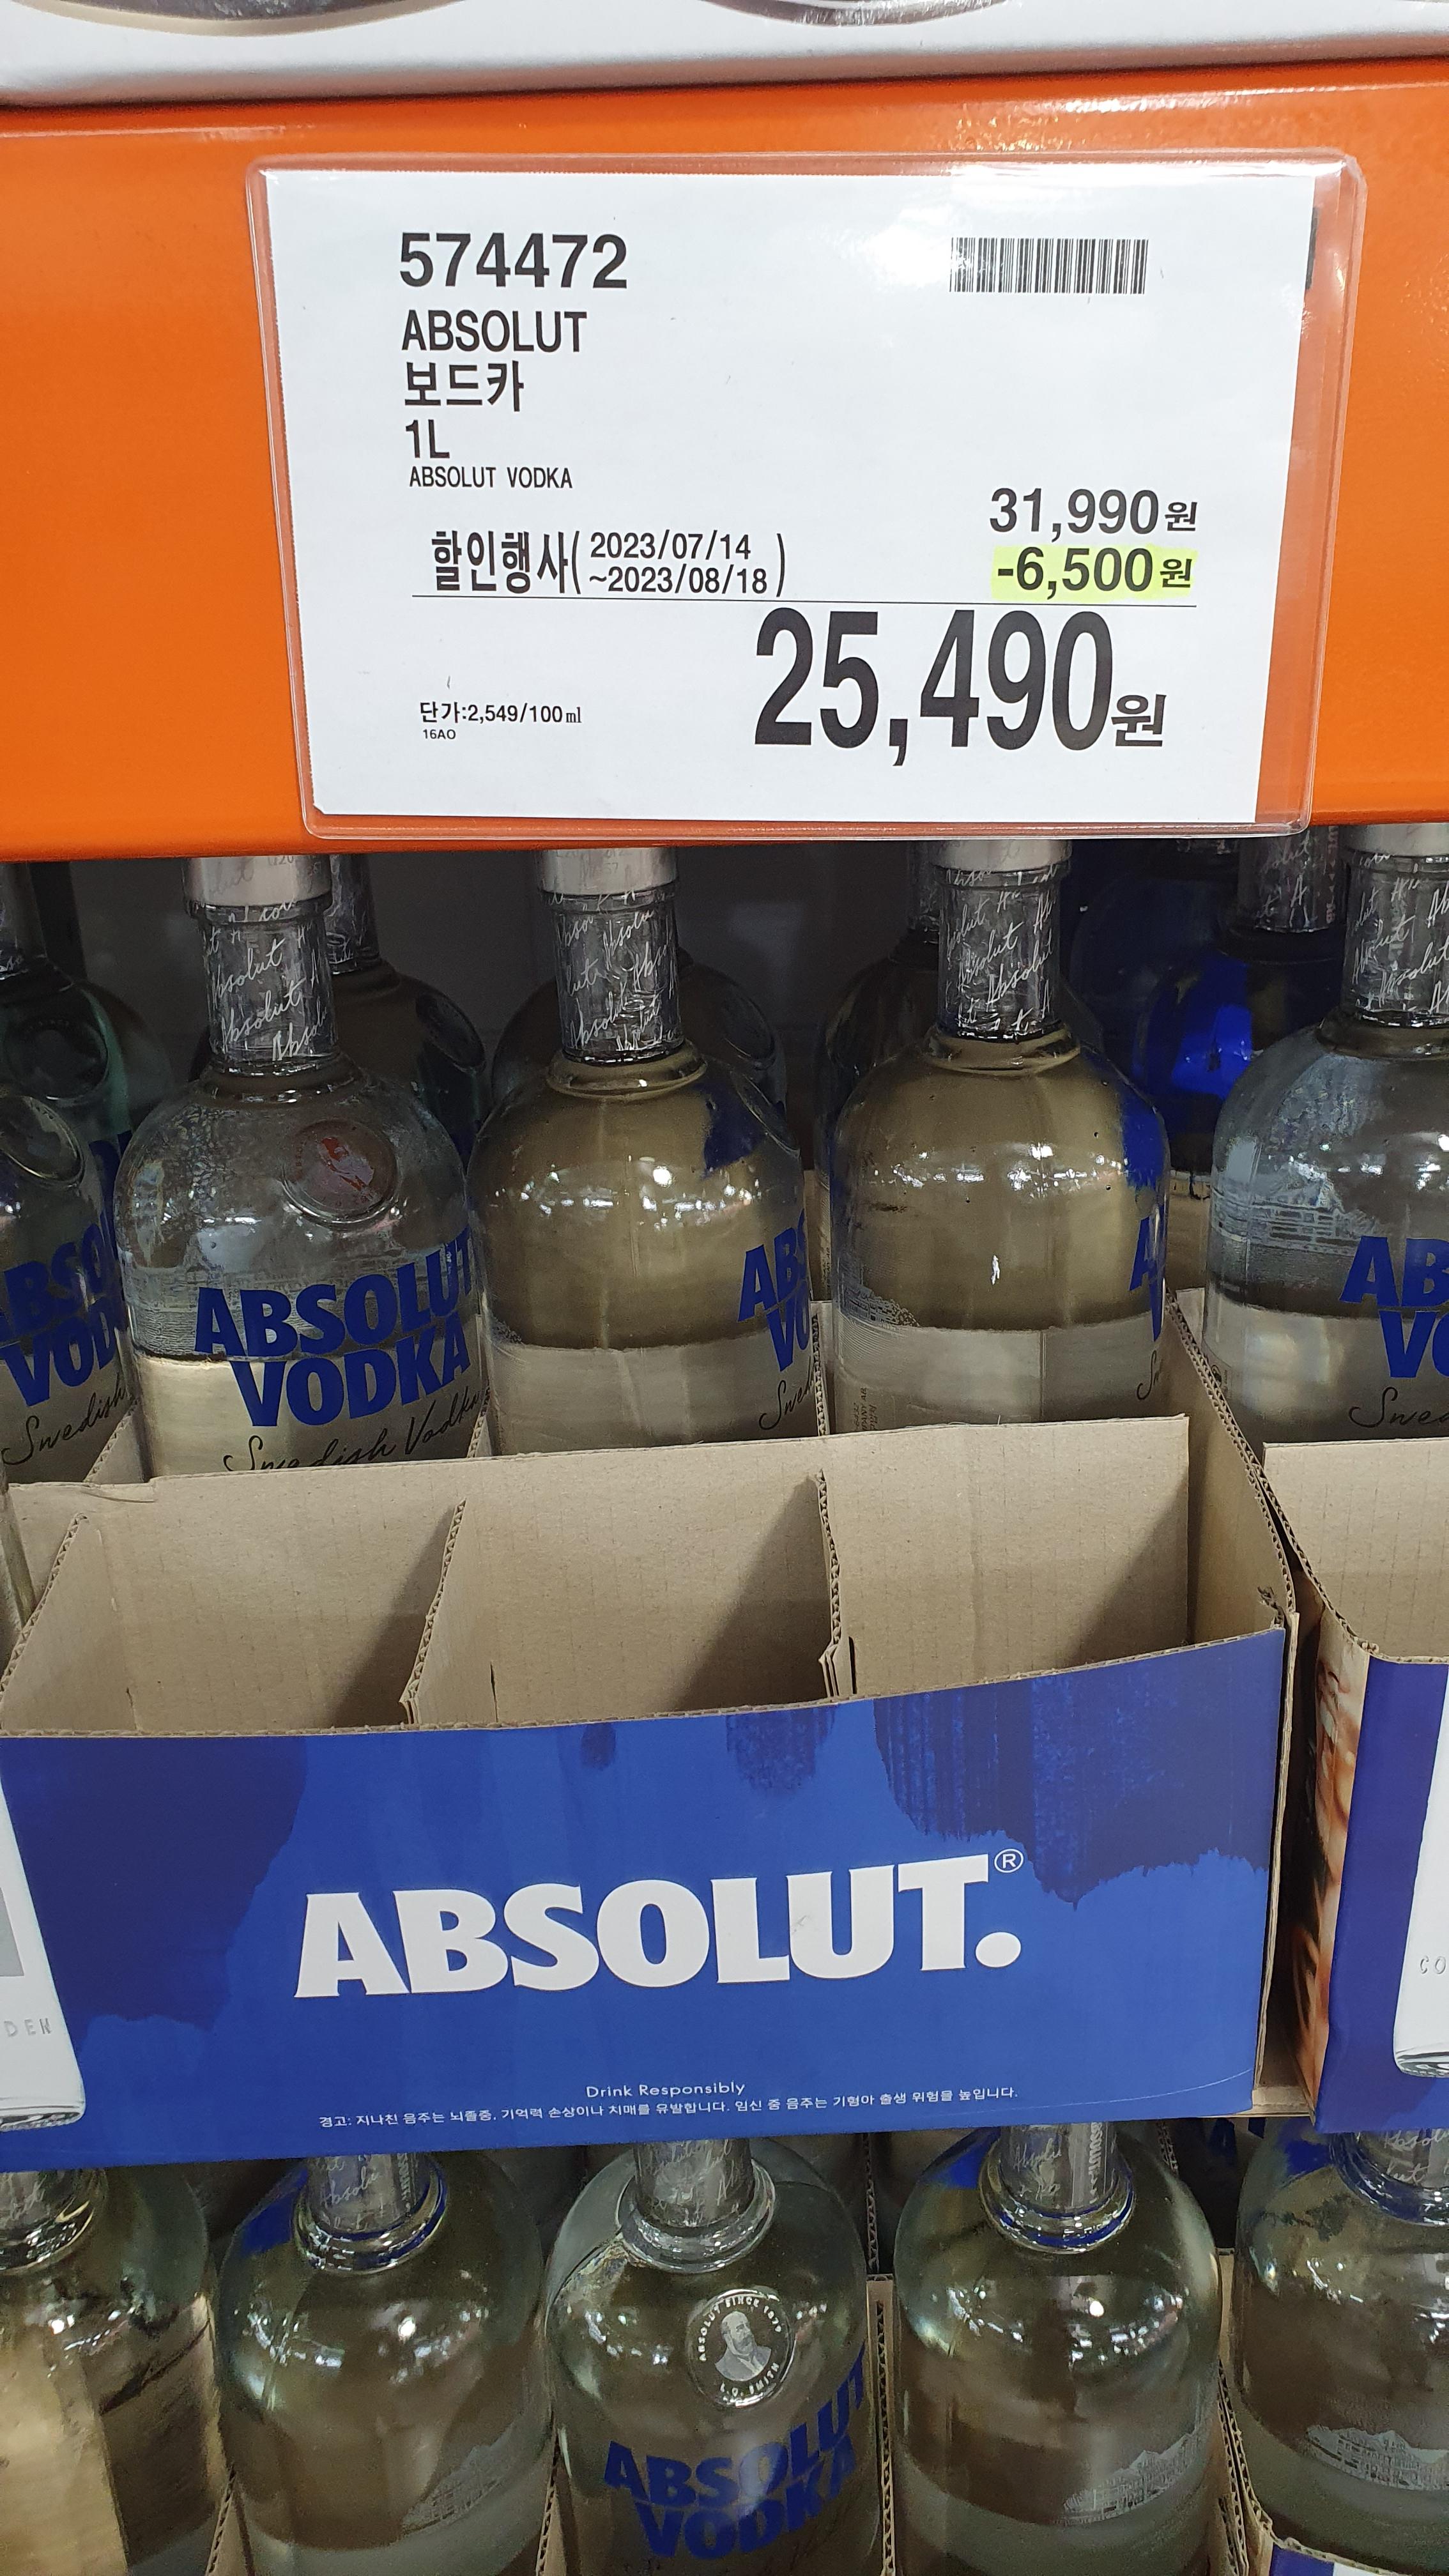 574472
ABSOLUT
보드카
1L
ABSOLUT VODKA
31,990원
할인행사( 2023/07/14 ~2023/08/18 )
-6,500원
25,490원
단가:2,549/100㎖
16AO
ABSOLUT
VODKA
Swedish Vodka
ABSOLUT.®
Drink Responsibly
경고: 지나친 음주는 뇌졸중, 기억력 손상이나 치매를 유발합니다. 임신 중 음주는 기형아 출생 위험을 높입니다.
ABSOLUT SINCE 1879
L.O. SMITH
ABSOLUT
VODKA